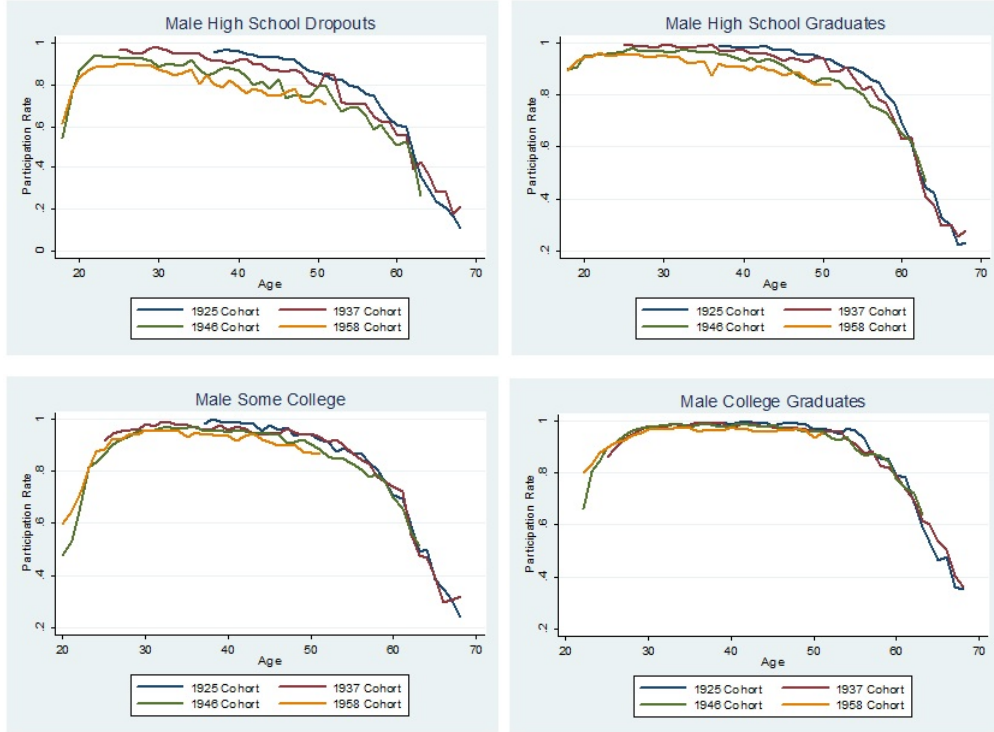 Male High School Dropouts
Participation Rate
0 .2 .4 .6 .8 1
20 30 40 50 60 70
Age
1925 Cohort 1937 Cohort
1946 Cohort 1958 Cohort
Male High School Graduates
Participation Rate
.2 .4 .6 .8 1
20 30 40 50 60 70
Age
1925 Cohort 1937 Cohort
1946 Cohort 1958 Cohort
Male Some College
Participation Rate
.2 .4 .6 .8 1
20 30 40 50 60 70
Age
1925 Cohort 1937 Cohort
1946 Cohort 1958 Cohort
Male College Graduates
Participation Rate
.2 .4 .6 .8 1
20 30 40 50 60 70
Age
1925 Cohort 1937 Cohort
1946 Cohort 1958 Cohort